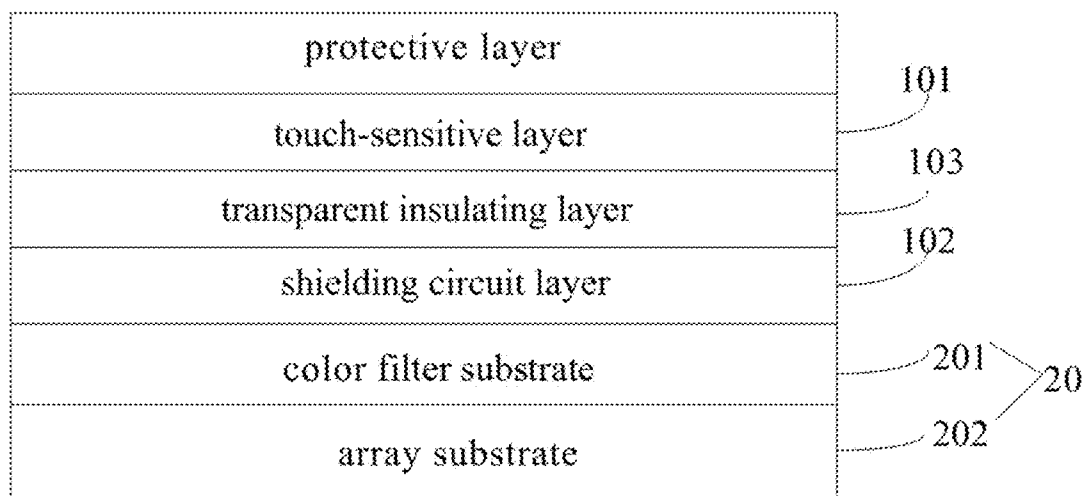 protective layer
101
touch-sensitive layer
103
transparent insulating layer
102
shielding circuit layer
201
color filter substrate
20
202
array substrate